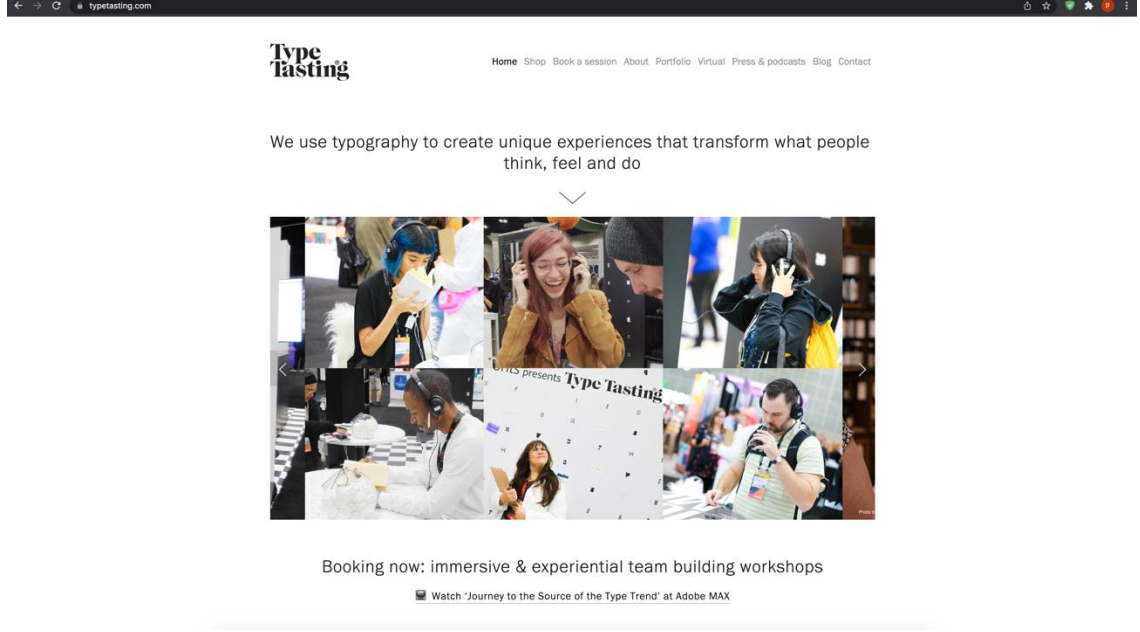 typetasting.com
Type
Tasting
Home Shop Book a session About Portfolio Virtual Press & podcasts Blog Contact
We use typography to create unique experiences that transform what people
think, feel and do
presents Type Tasting
Photo
Booking now: immersive & experiential team building workshops
Watch ‘Journey to the Source of the Type Trend’ at Adobe MAX